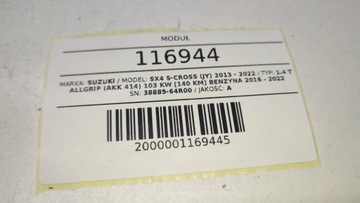 MODUŁ
116944
MARKA: SUZUKI / MODEL: SX4 S-CROSS (JY) 2013 - 2022 / TYP: 1.4 T
ALLGRIP (AKK 414) 103 KW [140 KM] BENZYNA 2016 - 2022
SN: 38885-64R00 / JAKOŚĆ: A
2000001169445